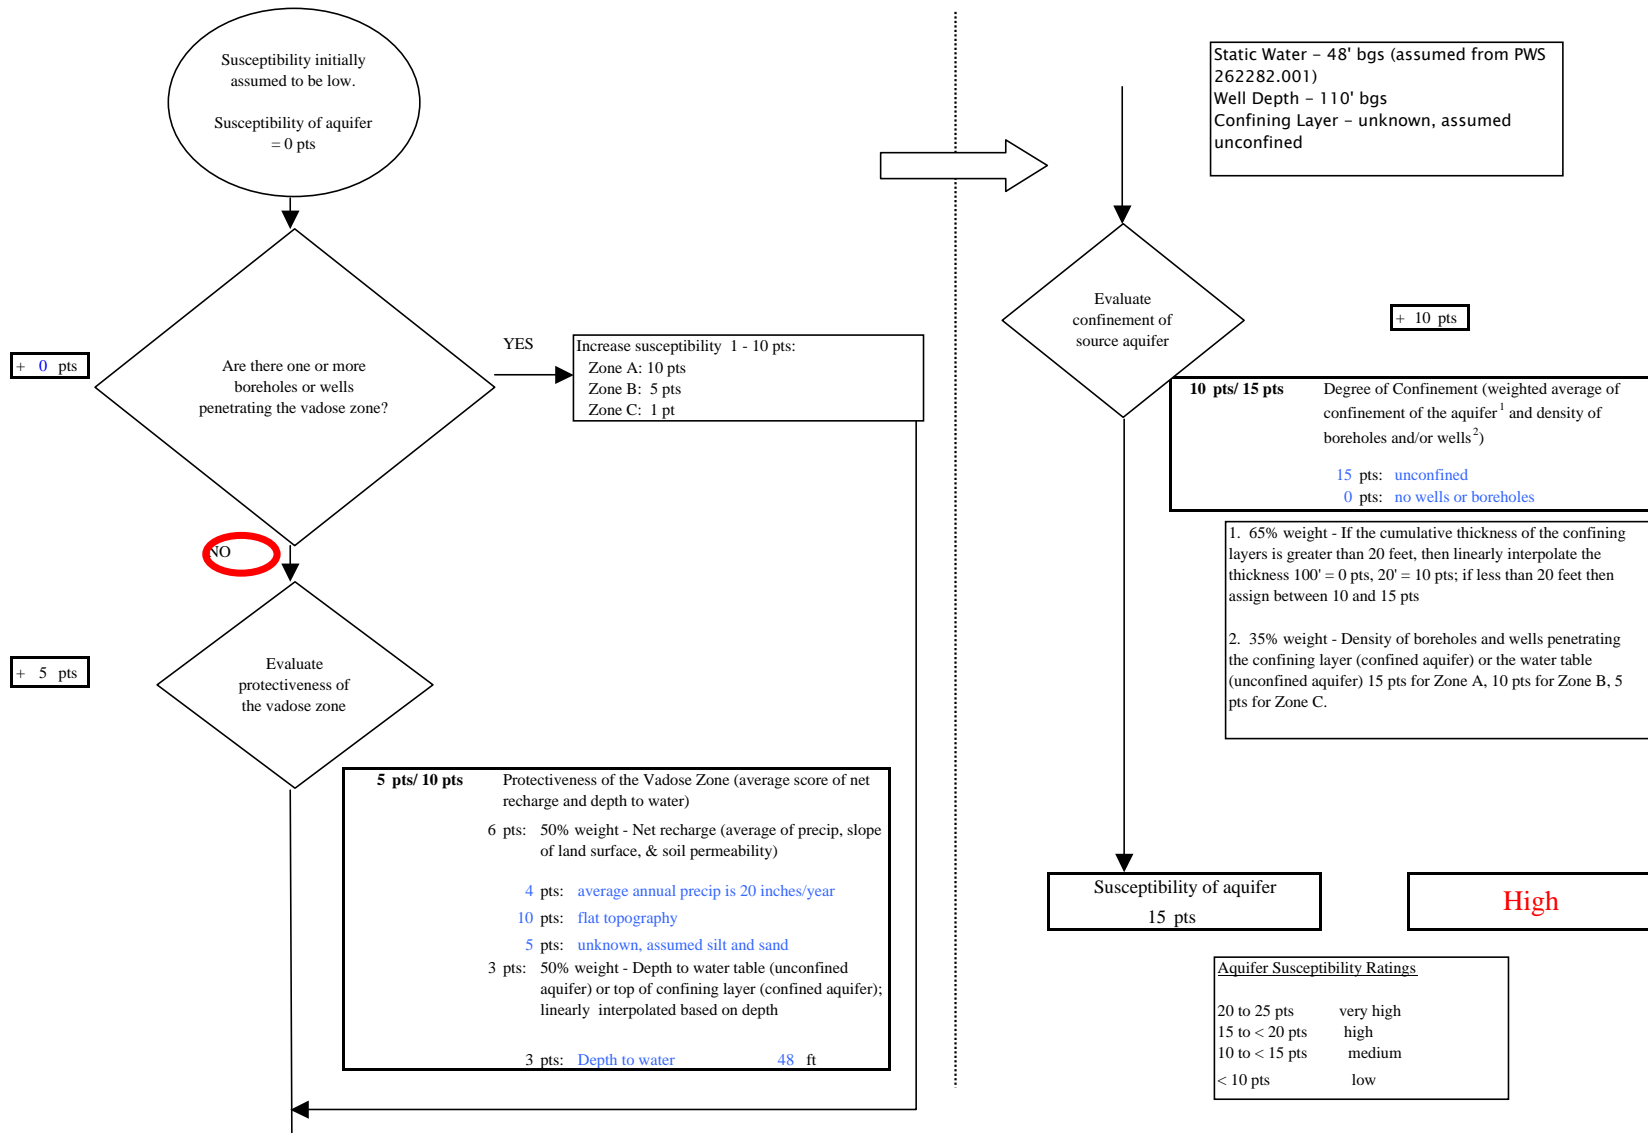 Susceptibility initially
assumed to be low.
Susceptibility of aquifer
= 0 pts
+ 0 pts
Are there one or more
boreholes or wells
penetrating the vadose zone?
YES
Increase susceptibility 1 - 10 pts:
Zone A: 10 pts
Zone B: 5 pts
Zone C: 1 pt
NO
+ 5 pts
Evaluate
protectiveness of
the vadose zone
5 pts/ 10 pts Protectiveness of the Vadose Zone (average score of net
recharge and depth to water)
6 pts: 50% weight - Net recharge (average of precip, slope
of land surface, & soil permeability)
4 pts: average annual precip is 20 inches/year
10 pts: flat topography
5 pts: unknown, assumed silt and sand
3 pts: 50% weight - Depth to water table (unconfined
aquifer) or top of confining layer (confined aquifer);
linearly interpolated based on depth
3 pts: Depth to water 48 ft
Static Water - 48' bgs (assumed from PWS
262282.001)
Well Depth - 110' bgs
Confining Layer - unknown, assumed
unconfined
Evaluate
confinement of
source aquifer
+ 10 pts
10 pts/ 15 pts Degree of Confinement (weighted average of
confinement of the aquifer1 and density of
boreholes and/or wells2)
15 pts: unconfined
0 pts: no wells or boreholes
1. 65% weight - If the cumulative thickness of the confining
layers is greater than 20 feet, then linearly interpolate the
thickness 100' = 0 pts, 20' = 10 pts; if less than 20 feet then
assign between 10 and 15 pts
2. 35% weight - Density of boreholes and wells penetrating
the confining layer (confined aquifer) or the water table
(unconfined aquifer) 15 pts for Zone A, 10 pts for Zone B, 5
pts for Zone C.
Susceptibility of aquifer
15 pts
High
Aquifer Susceptibility Ratings
20 to 25 pts very high
15 to < 20 pts high
10 to < 15 pts medium
< 10 pts low